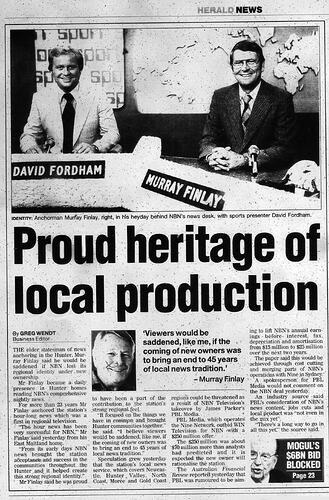 HERALD NEWS
sport
DAVID FORDHAM
MURRAY FINLAY
IDENTITY: Anchorman Murray Finlay, right, in his heyday behind NBN's news desk, with sports presenter David Fordham.
Proud heritage of
local production
By GREG WENDT
Business Editor
THE elder statesman of news
anchoring in the Hunter, Mur-
ray Finlay said he would be
saddened if NBN lost its
regional identity under new
ownership.
Mr Finlay became a daily
presence in Hunter homes
reading NBN's comprehensive
nightly news.
For more than 23 years Mr
Finlay anchored the station's
hour-long news which was a
first in regional television.
"The hour news has been
very successful for NBN," Mr
Finlay said yesterday from his
East Maitland home.
"From its early days NBN
news brought the station
acceptance and success in the
communities throughout the
Hunter and it helped create
this strong regional identity."
Mr Finlay said he was proud
'Viewers would be
saddened, like me, if the
coming of new owners was
to bring an end to 45 years
of local news tradition.'
– Murray Finlay
to have been a part of the
contribution to the station's
strong regional feel.
"It focused on the things we
have in common and brought
Hunter communities together,"
he said. "I believe viewers
would be saddened, like me, if
the coming of new owners was
to bring an end to 45 years of
local news tradition."
Speculation grew yesterday
that the station's local news
service, which covers Newcas-
tle, Hunter Valley, North
Coast, Moree and Gold Coast
regions could be threatened as
a result of NBN Television's
takeover by James Packer's
PBL Media.
PBL Media, which operates
the Nine Network, outbid WIN
Television for NBN with a
$250 million offer.
The $250 million was about
$70 million more than analysts
had predicted and it is
expected the new owner will
rationalise the station.
The Australian Financial
Review reported yesterday that
PBL was rumoured to be aim-
ing to lift NBN's annual earn-
ings before interest, tax,
depreciation and amortisation
from $15 million to $25 million
over the next two years.
The paper said this would be
achieved through cost cutting
and merging parts of NBN's
operations with Nine in Sydney.
A spokesperson for PBL
Media would not comment on
plans for NBN yesterday.
An industry source said
PBL's consideration of NBN's
news content, jobs cuts and
local product was "not even in
this area yet".
"There's a long way to go in
all this yet," the source said.
MOGUL'S
$6BN BID
BLOCKED
Page 23